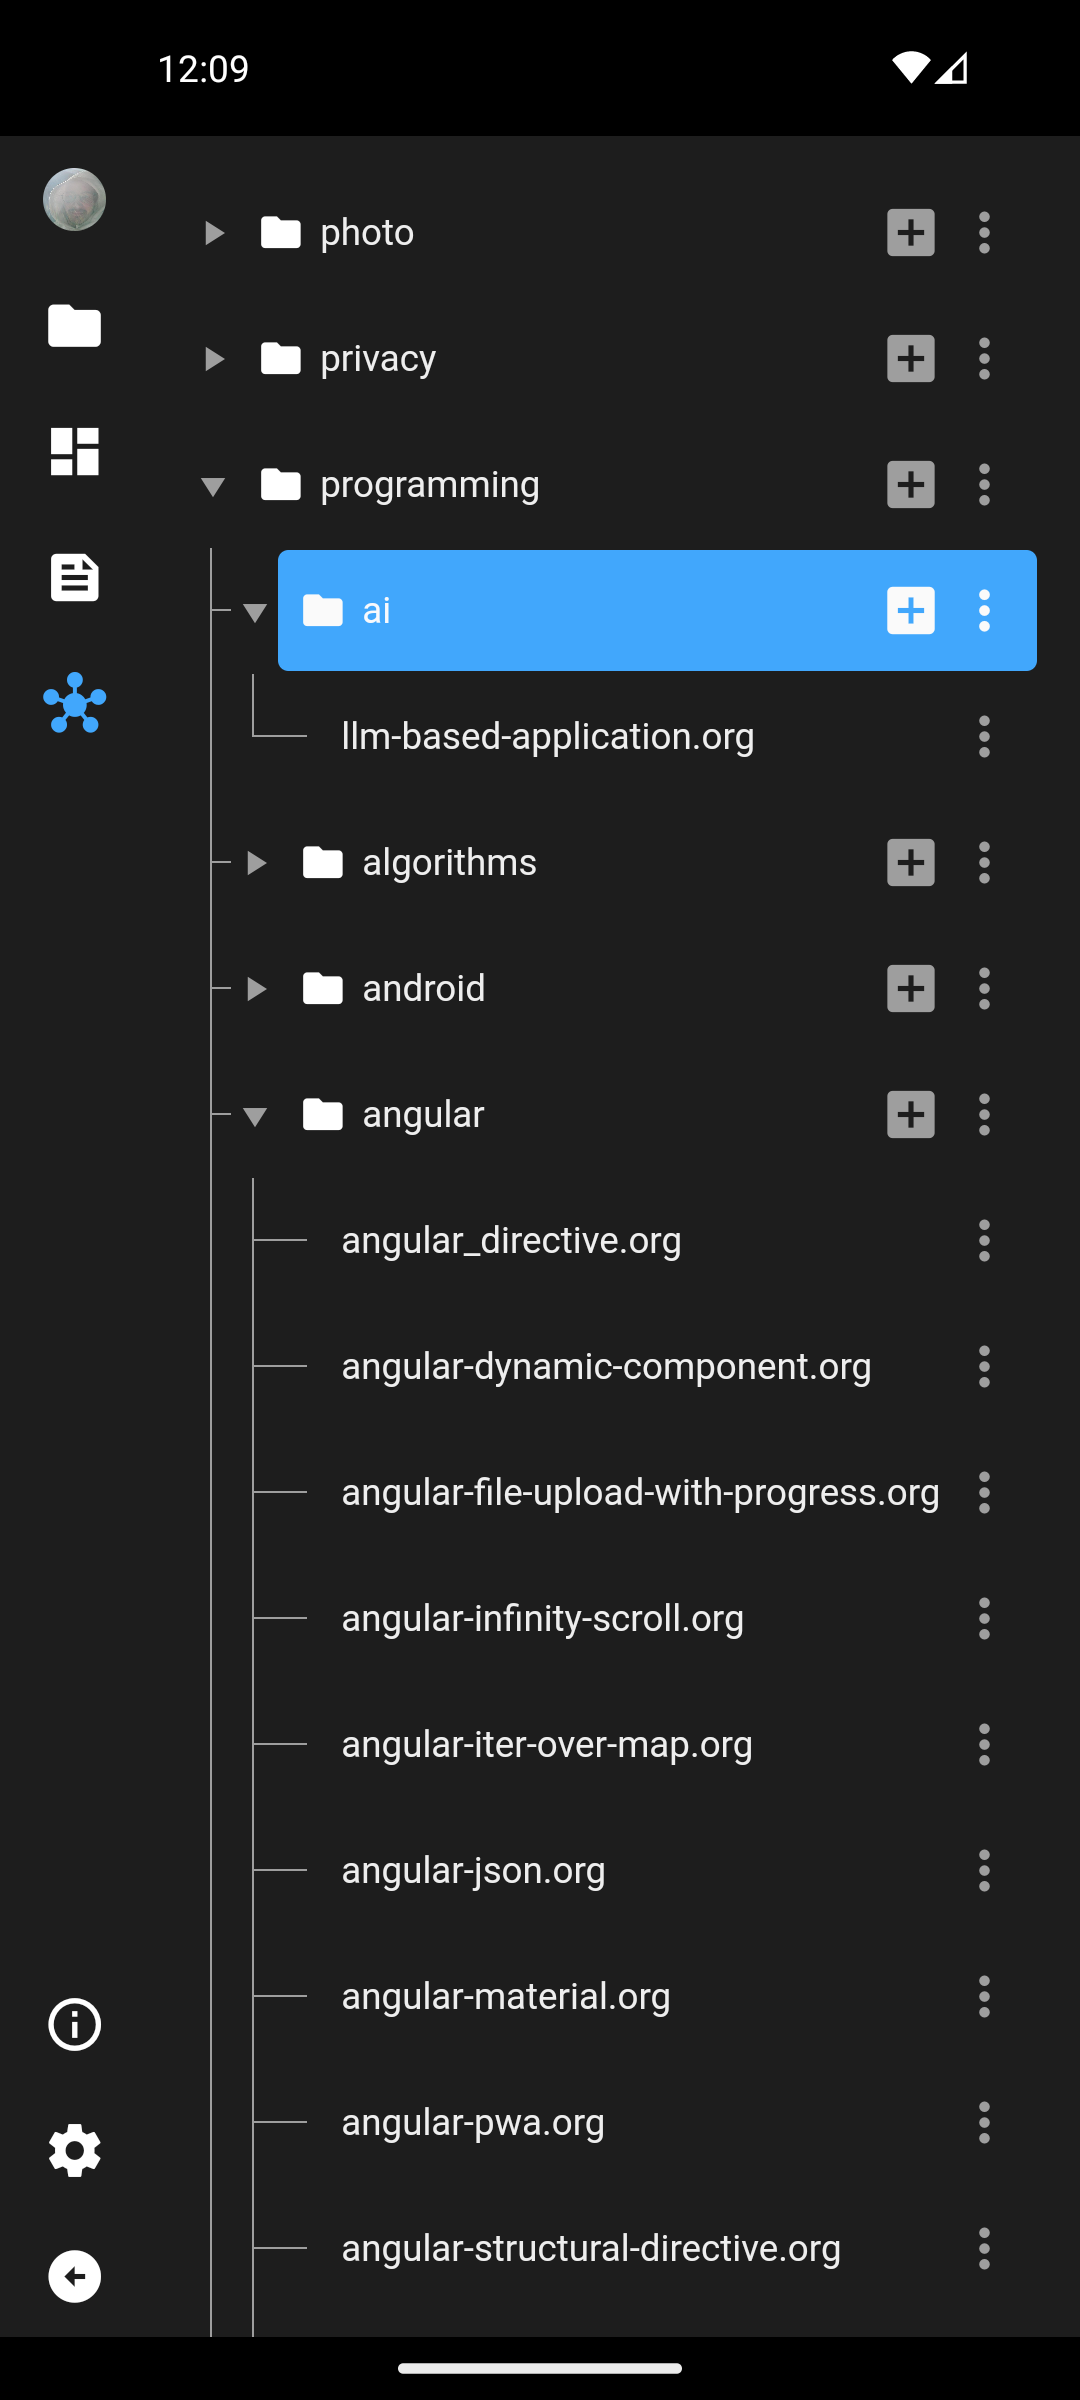 12:09
photo
privacy
programming
ai
llm-based-application.org
algorithms
android
angular
angular_directive.org
angular-dynamic-component.org
angular-file-upload-with-progress.org
angular-infinity-scroll.org
angular-iter-over-map.org
angular-json.org
angular-material.org
angular-pwa.org
angular-structural-directive.org